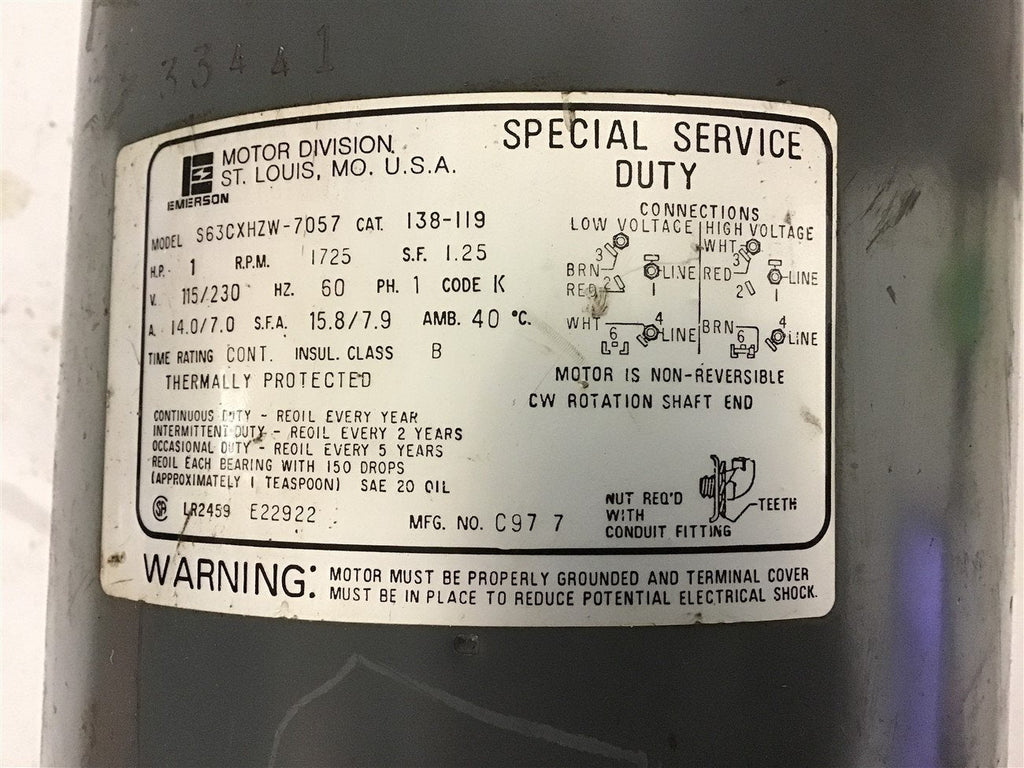 33441
EMERSON
MOTOR DIVISION
ST. LOUIS, MO. U.S.A.
SPECIAL SERVICE
DUTY
MODEL S63CXHZW-7057 CAT. 138-119
H.P. 1 R.P.M. 1725 S.F. 1.25
V. 115/230 HZ. 60 PH. 1 CODE K
A. 14.0/7.0 S.F.A. 15.8/7.9 AMB. 40 °C.
TIME RATING CONT. INSUL. CLASS B
THERMALLY PROTECTED
CONTINUOUS DUTY - REOIL EVERY YEAR
INTERMITTENT DUTY - REOIL EVERY 2 YEARS
OCCASIONAL DUTY - REOIL EVERY 5 YEARS
REOIL EACH BEARING WITH 150 DROPS
(APPROXIMATELY 1 TEASPOON) SAE 20 OIL
SA LR2459 E22922
MFG. NO. C97 7
CONNECTIONS
LOW VOLTAGE HIGH VOLTAGE
3 WHT 3
BRN LINE RED LINE
RED 2 1 2 1
WHT 6 4 LINE BRN 6 4 LINE
MOTOR IS NON-REVERSIBLE
CW ROTATION SHAFT END
NUT REQ'D
WITH
CONDUIT FITTING
TEETH
WARNING: MOTOR MUST BE PROPERLY GROUNDED AND TERMINAL COVER
MUST BE IN PLACE TO REDUCE POTENTIAL ELECTRICAL SHOCK.